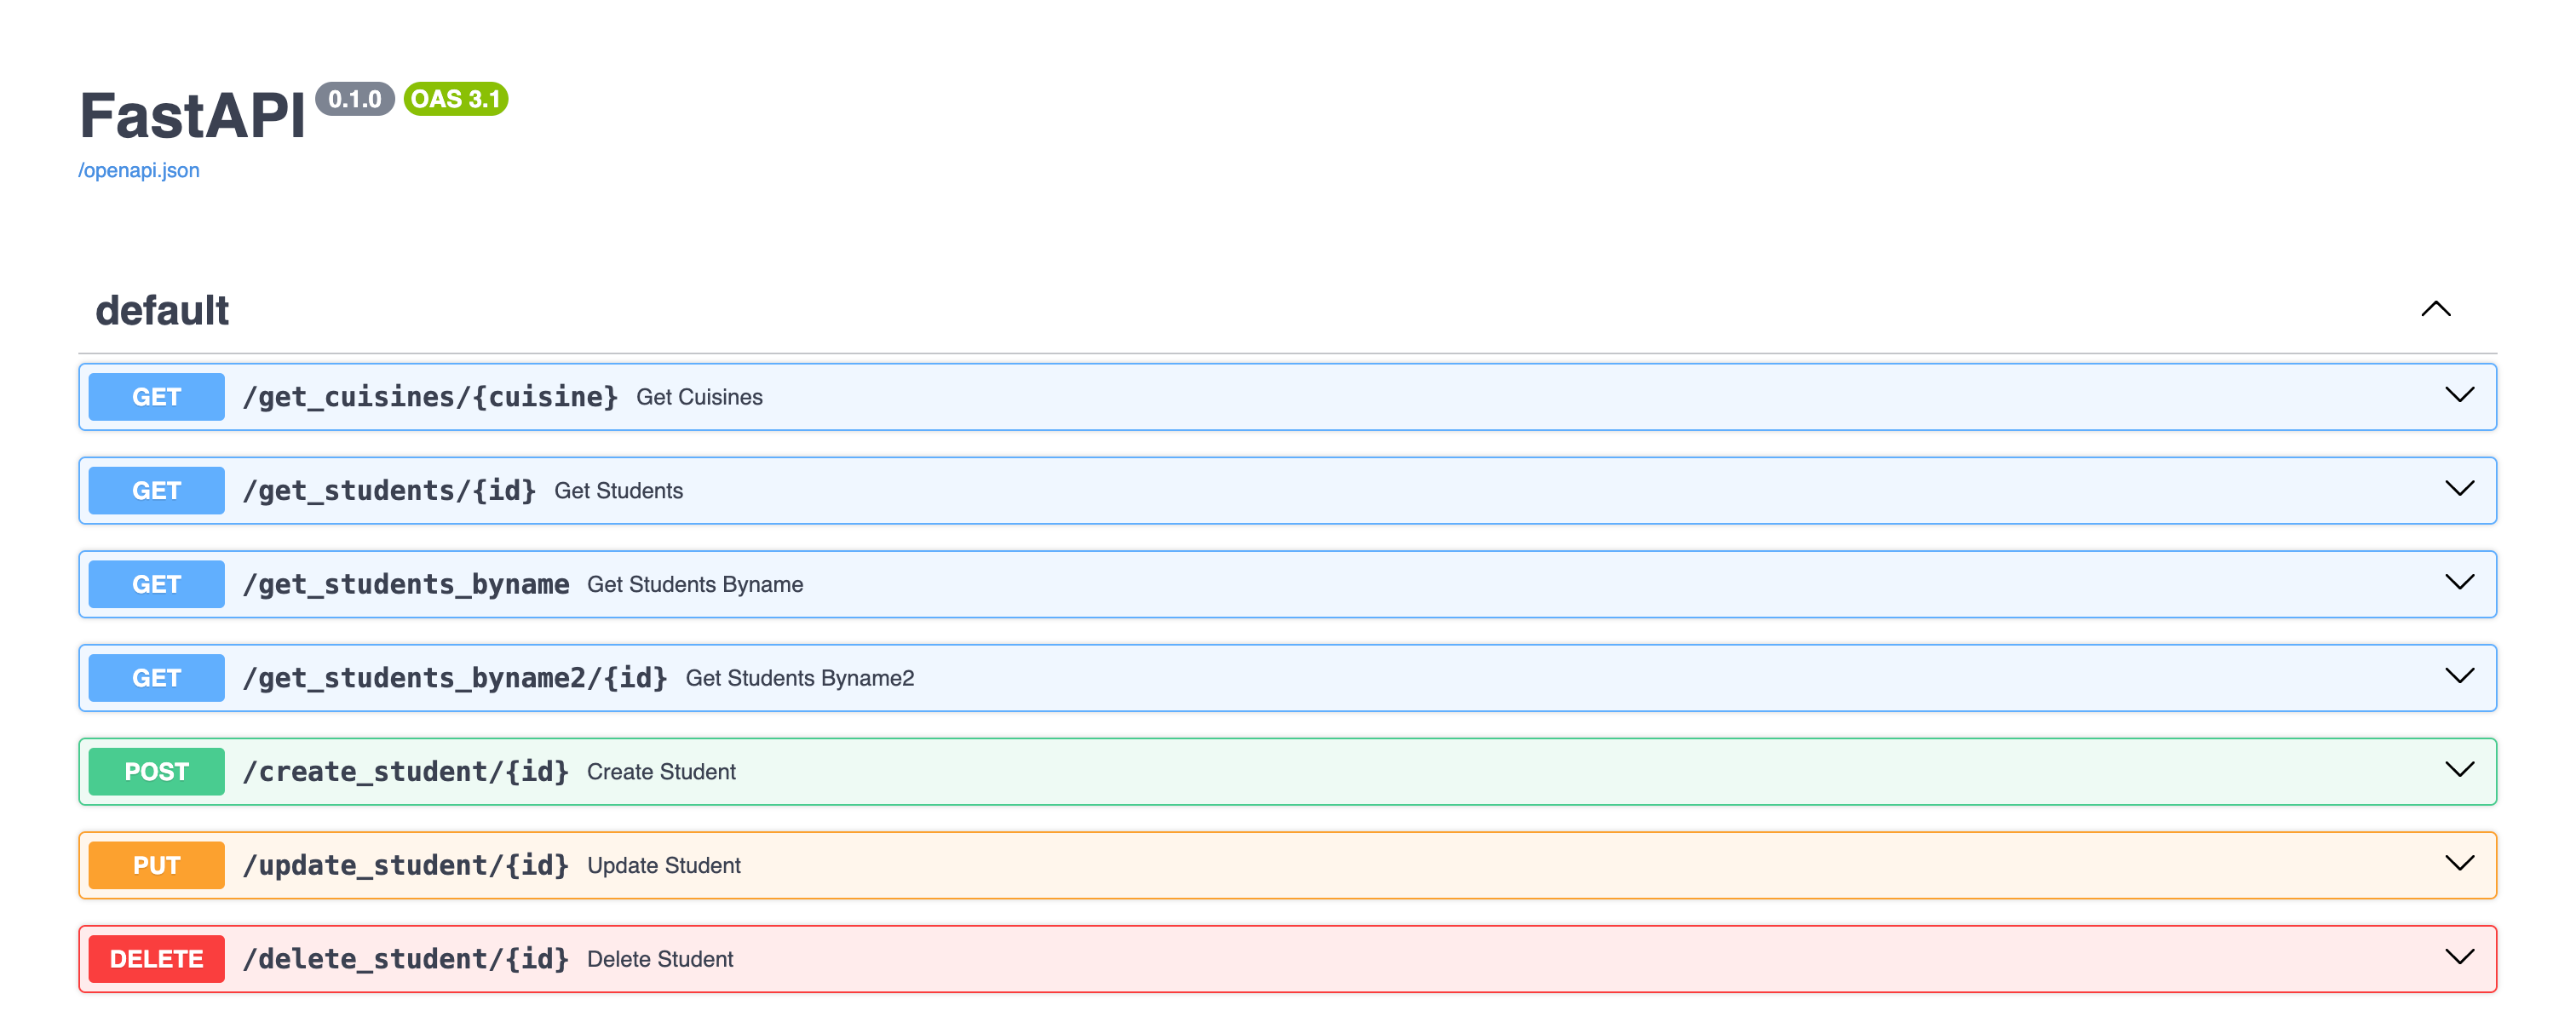 FastAPI 0.1.0 OAS 3.1
/openapi.json
default
GET /get_cuisines/{cuisine} Get Cuisines
GET /get_students/{id} Get Students
GET /get_students_byname Get Students Byname
GET /get_students_byname2/{id} Get Students Byname2
POST /create_student/{id} Create Student
PUT /update_student/{id} Update Student
DELETE /delete_student/{id} Delete Student